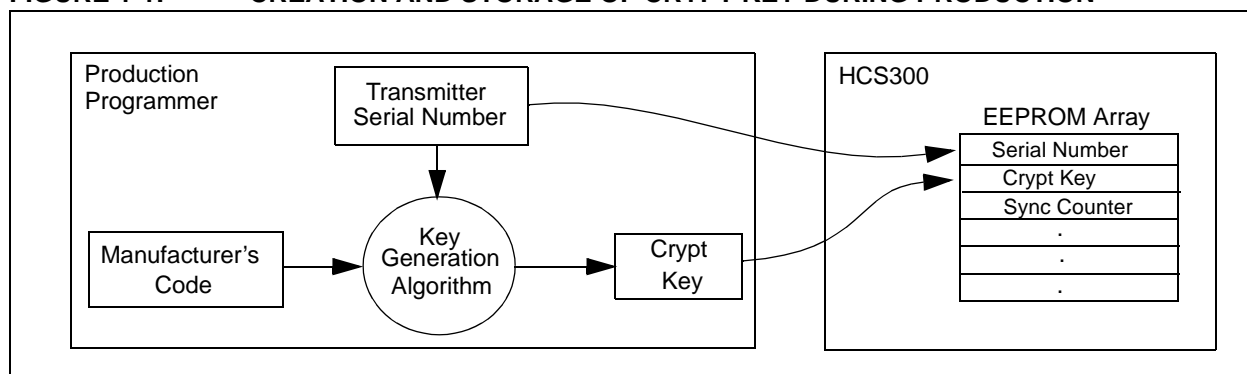 Production
Programmer
Transmitter
Serial Number
Manufacturer's
Code
Key
Generation
Algorithm
Crypt
Key
HCS300
EEPROM Array
Serial Number
Crypt Key
Sync Counter
.
.
.